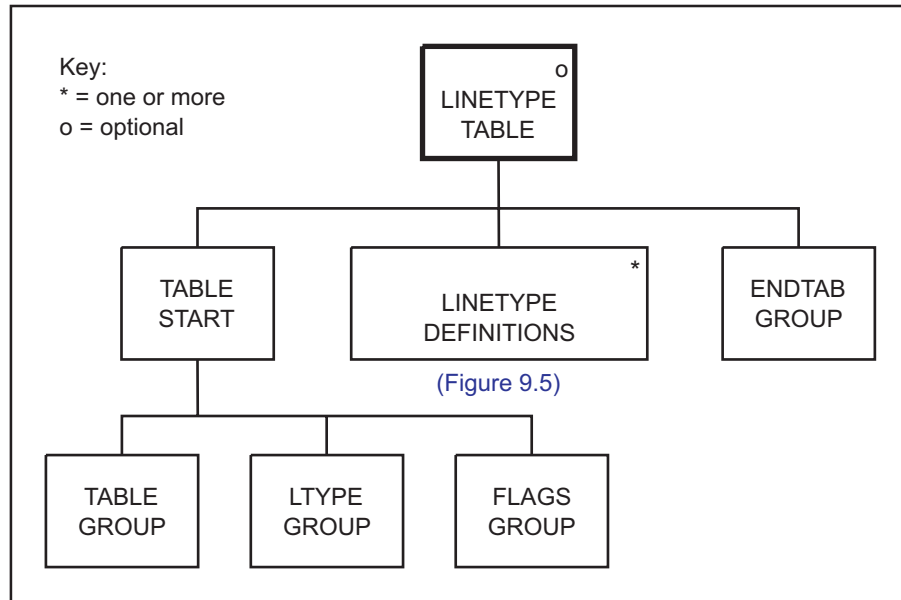 Key:
* = one or more
o = optional
o
LINETYPE
TABLE
TABLE
START
*
LINETYPE
DEFINITIONS
ENDTAB
GROUP
(Figure 9.5)
TABLE
GROUP
LTYPE
GROUP
FLAGS
GROUP